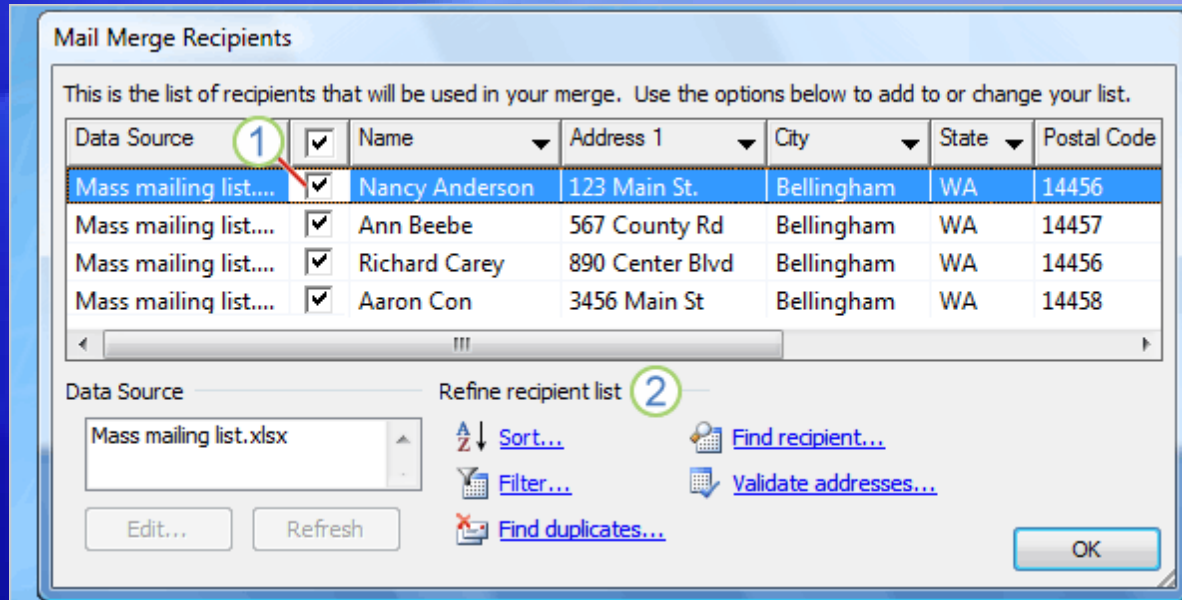 Mail Merge Recipients
This is the list of recipients that will be used in your merge. Use the options below to add to or change your list.
Data Source 1 Name Address 1 City State Postal Code
Mass mailing list.... Nancy Anderson 123 Main St. Bellingham WA 14456
Mass mailing list.... Ann Beebe 567 County Rd Bellingham WA 14457
Mass mailing list.... Richard Carey 890 Center Blvd Bellingham WA 14456
Mass mailing list.... Aaron Con 3456 Main St Bellingham WA 14458
Data Source
Mass mailing list.xlsx
Edit... Refresh
Refine recipient list 2
Sort... Find recipient...
Filter... Validate addresses...
Find duplicates...
OK